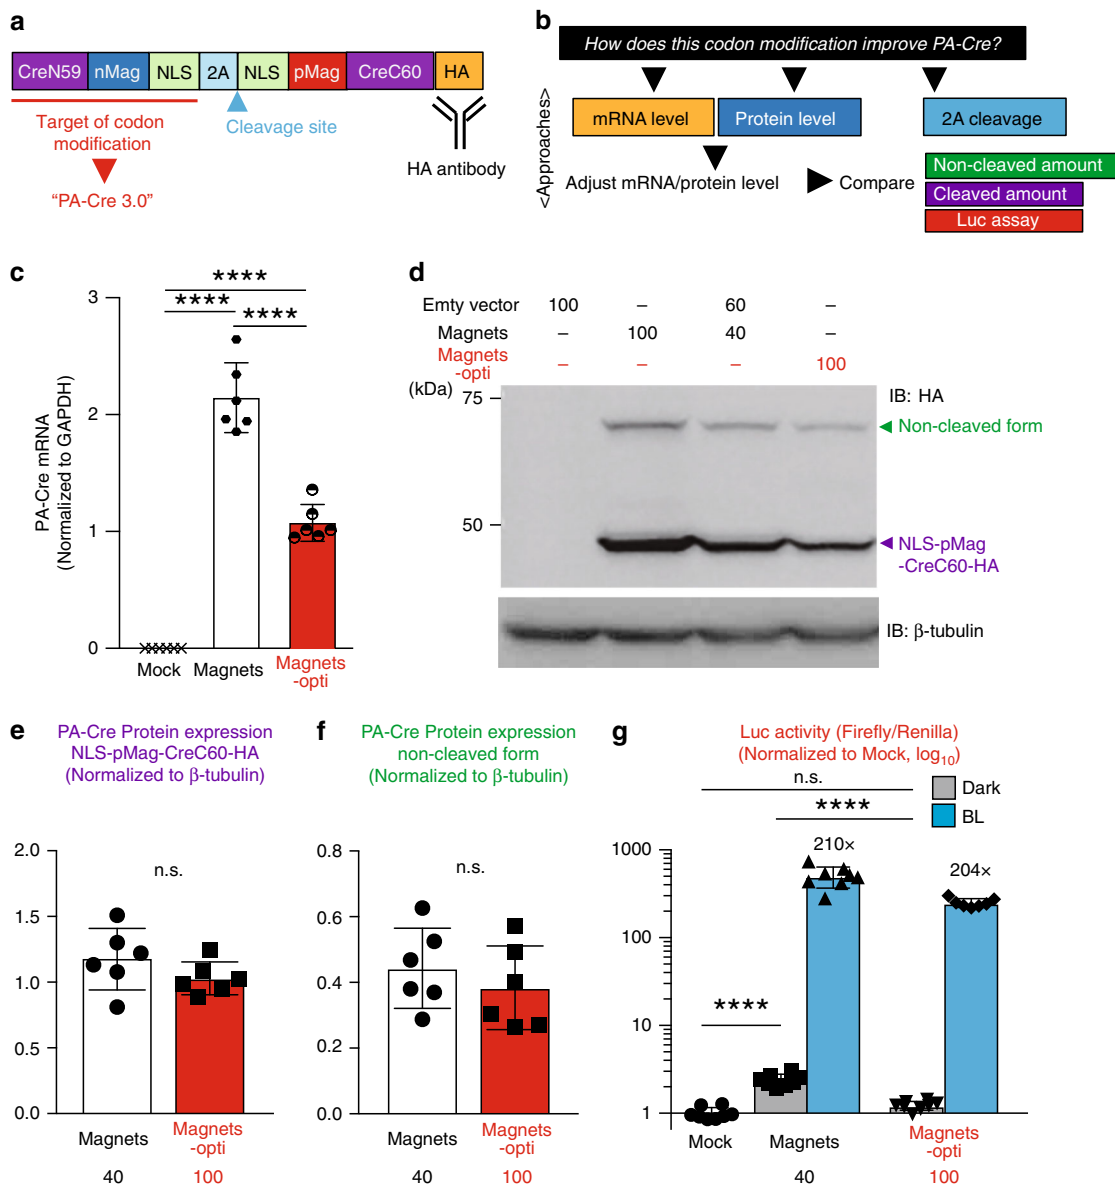 a
CreN59 nMag NLS 2A NLS pMag CreC60 HA
Target of codon
modification
Cleavage site
"PA-Cre 3.0"
HA antibody
b
How does this codon modification improve PA-Cre?
<Approaches>
mRNA level Protein level 2A cleavage
Adjust mRNA/protein level Compare
Non-cleaved amount
Cleaved amount
Luc assay
c
PA-Cre mRNA
(Normalized to GAPDH)
****
****
****
3
2
1
0
Mock Magnets Magnets
-opti
d
Emty vector 100 – 60 –
Magnets – 100 40 –
Magnets
-opti – – – 100
(kDa)
75
50
IB: HA
Non-cleaved form
NLS-pMag
-CreC60-HA
IB: β-tubulin
e
PA-Cre Protein expression
NLS-pMag-CreC60-HA
(Normalized to β-tubulin)
2.0
1.5
1.0
0.5
0.0
n.s.
Magnets Magnets
-opti
40 100
f
PA-Cre Protein expression
non-cleaved form
(Normalized to β-tubulin)
0.8
0.6
0.4
0.2
0.0
n.s.
Magnets Magnets
-opti
40 100
g
Luc activity (Firefly/Renilla)
(Normalized to Mock, log10)
n.s.
Dark
BL
****
210×
204×
****
1000
100
10
1
Mock Magnets Magnets
-opti
40 100